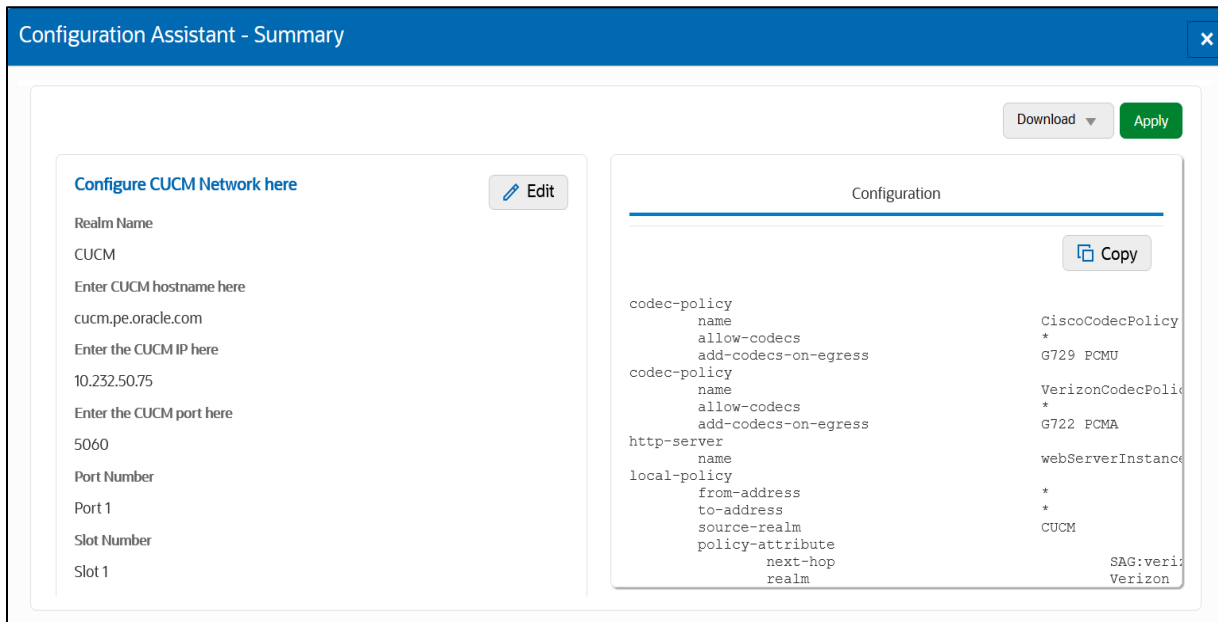 Configuration Assistant - Summary
Download
Apply
Configure CUCM Network here
Edit
Realm Name
CUCM
Enter CUCM hostname here
cucm.pe.oracle.com
Enter the CUCM IP here
10.232.50.75
Enter the CUCM port here
5060
Port Number
Port 1
Slot Number
Slot 1
Configuration
Copy
codec-policy
name CiscoCodecPolicy
allow-codecs *
add-codecs-on-egress G729 PCMU
codec-policy
name
allow-codecs *
add-codecs-on-egress G722 PCMA
http-server
name webServerInstance
local-policy
from-address *
to-address *
source-realm CUCM
policy-attribute
next-hop
realm Verizon